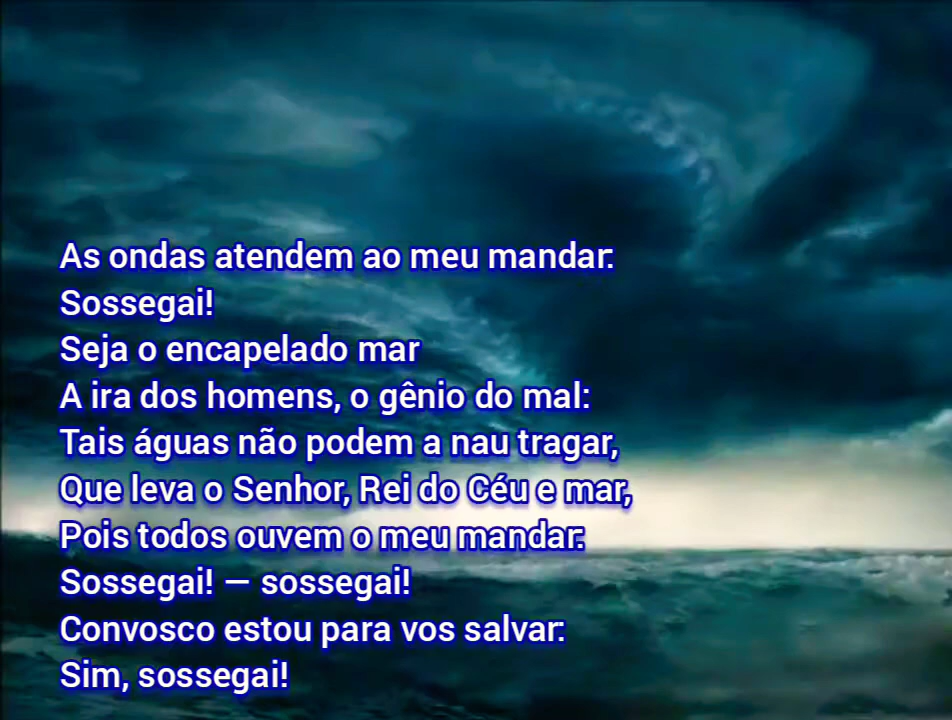 As ondas atendem ao meu mandar:
Sossegai!
Seja o encapelado mar
A ira dos homens, o gênio do mal:
Tais águas não podem a nau tragar,
Que leva o Senhor, Rei do Céu e mar,
Pois todos ouvem o meu mandar:
Sossegai! — sossegai!
Convosco estou para vos salvar:
Sim, sossegai!